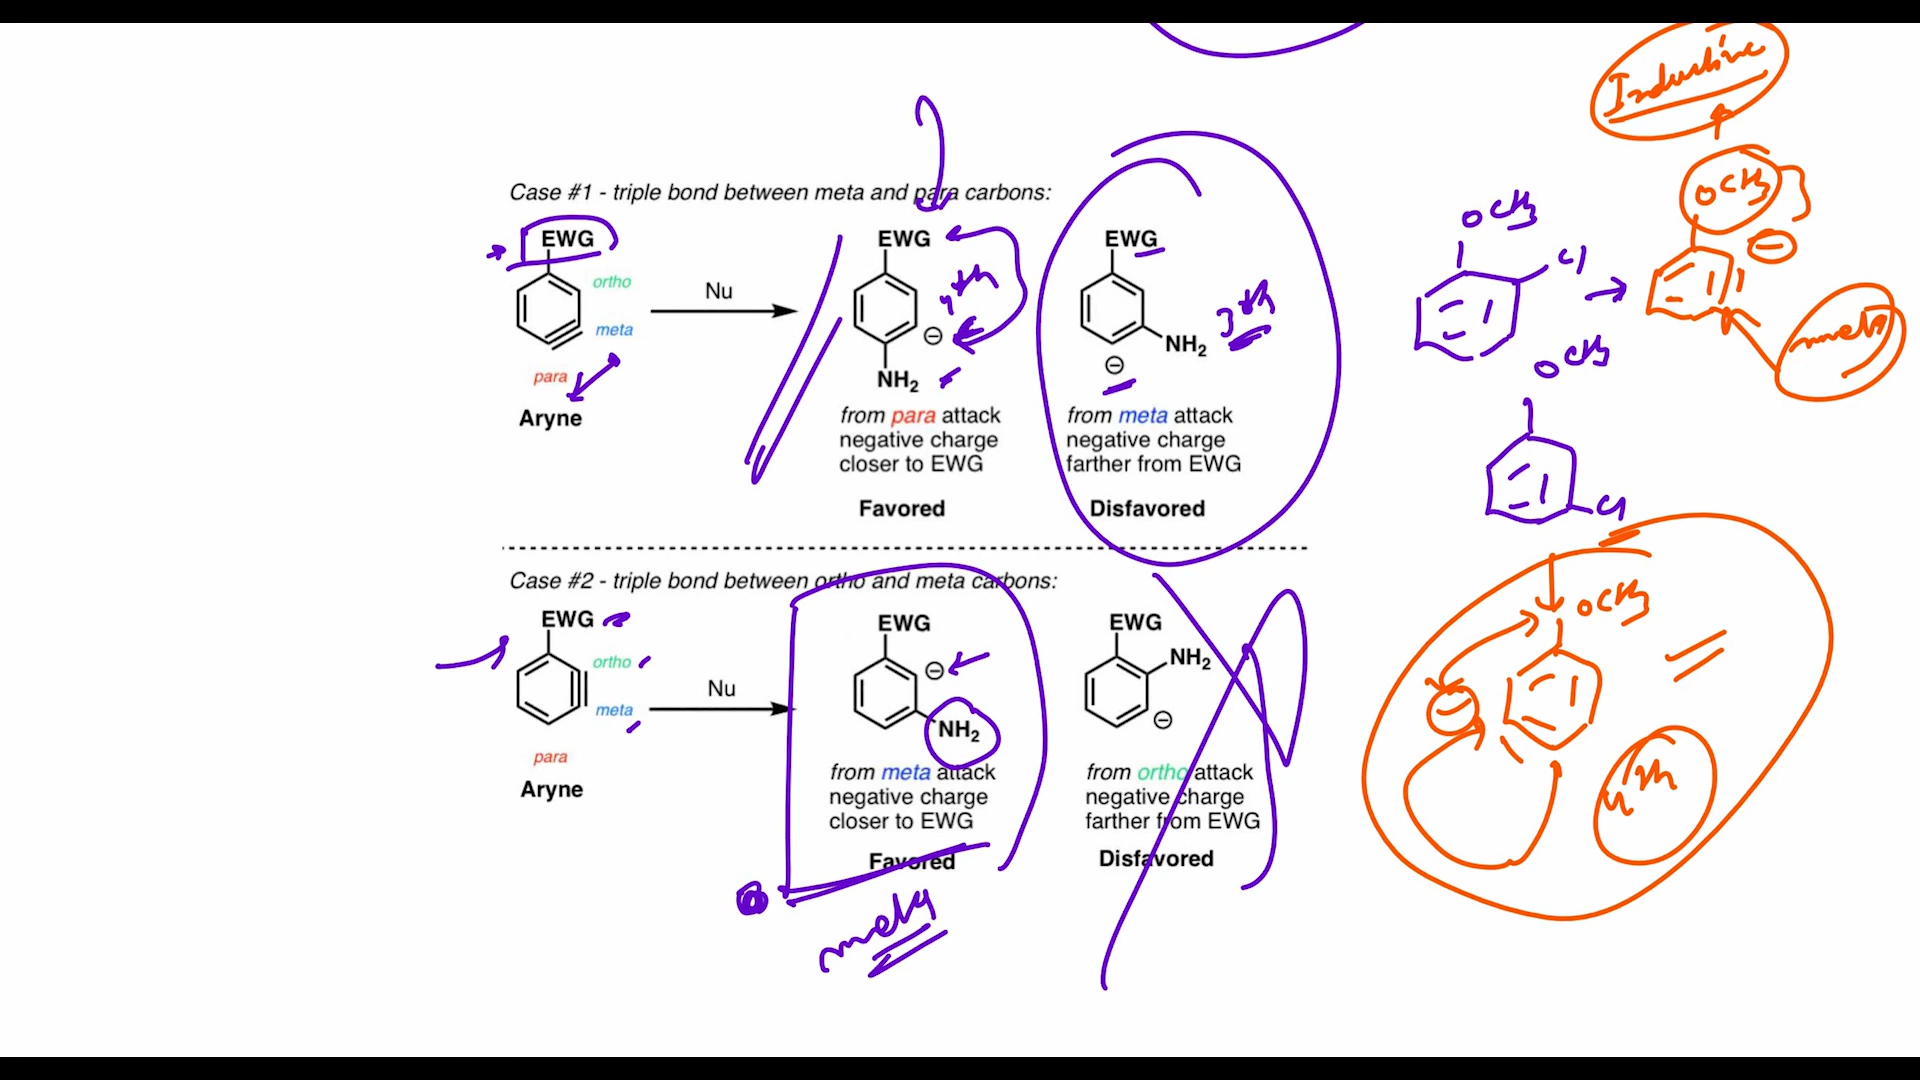 Inductive
OCH3
⊖
OCH3
Cl
meta
Case #1 - triple bond between meta and para carbons:
EWG
ortho
meta
para
Aryne
Nu
EWG
4th
⊖
NH2
from para attack
negative charge
closer to EWG
Favored
EWG
3th
NH2
⊖
from meta attack
negative charge
farther from EWG
Disfavored
OCH3
Cl
Case #2 - triple bond between ortho and meta carbons:
EWG
ortho
meta
para
Aryne
Nu
EWG
⊖
NH2
from meta attack
negative charge
closer to EWG
Favored
meta
EWG
NH2
⊖
from ortho attack
negative charge
farther from EWG
Disfavored
OCH3
⊖
4th